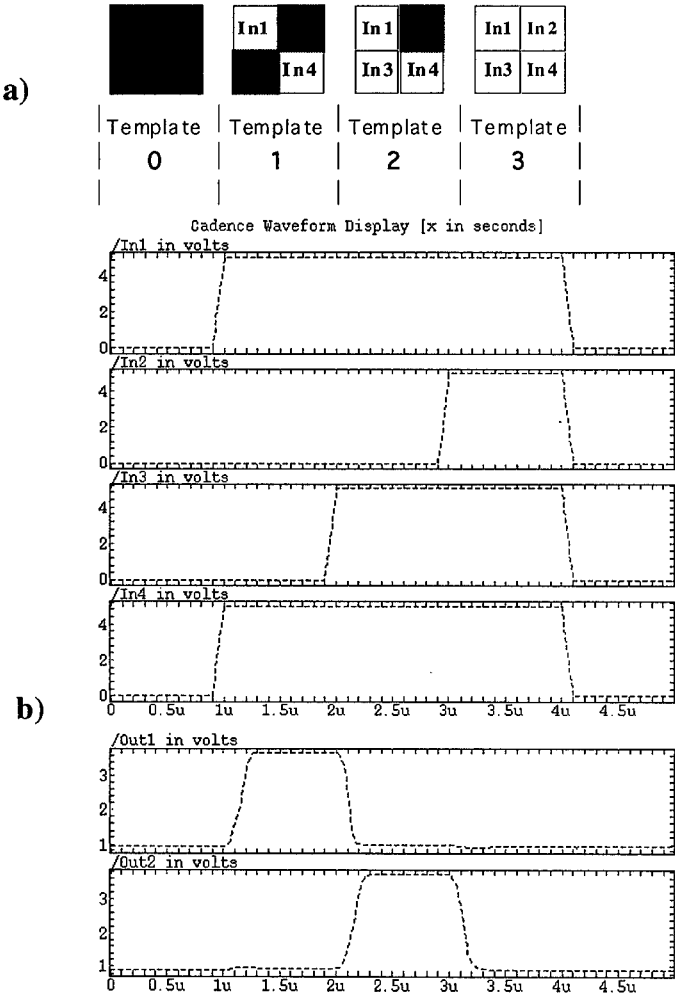 In1
In4
In1
In3 In4
In1 In2
In3 In4
a)
| Template | Template | Template | Template |
0 1 2 3
Cadence Waveform Display [x in seconds]
/In1 in volts
4
2
0
/In2 in volts
4
2
0
/In3 in volts
4
2
0
/In4 in volts
4
2
0
b)
0 0.5u 1u 1.5u 2u 2.5u 3u 3.5u 4u 4.5u
/Out1 in volts
3
2
1
/Out2 in volts
3
2
1
0 0.5u 1u 1.5u 2u 2.5u 3u 3.5u 4u 4.5u